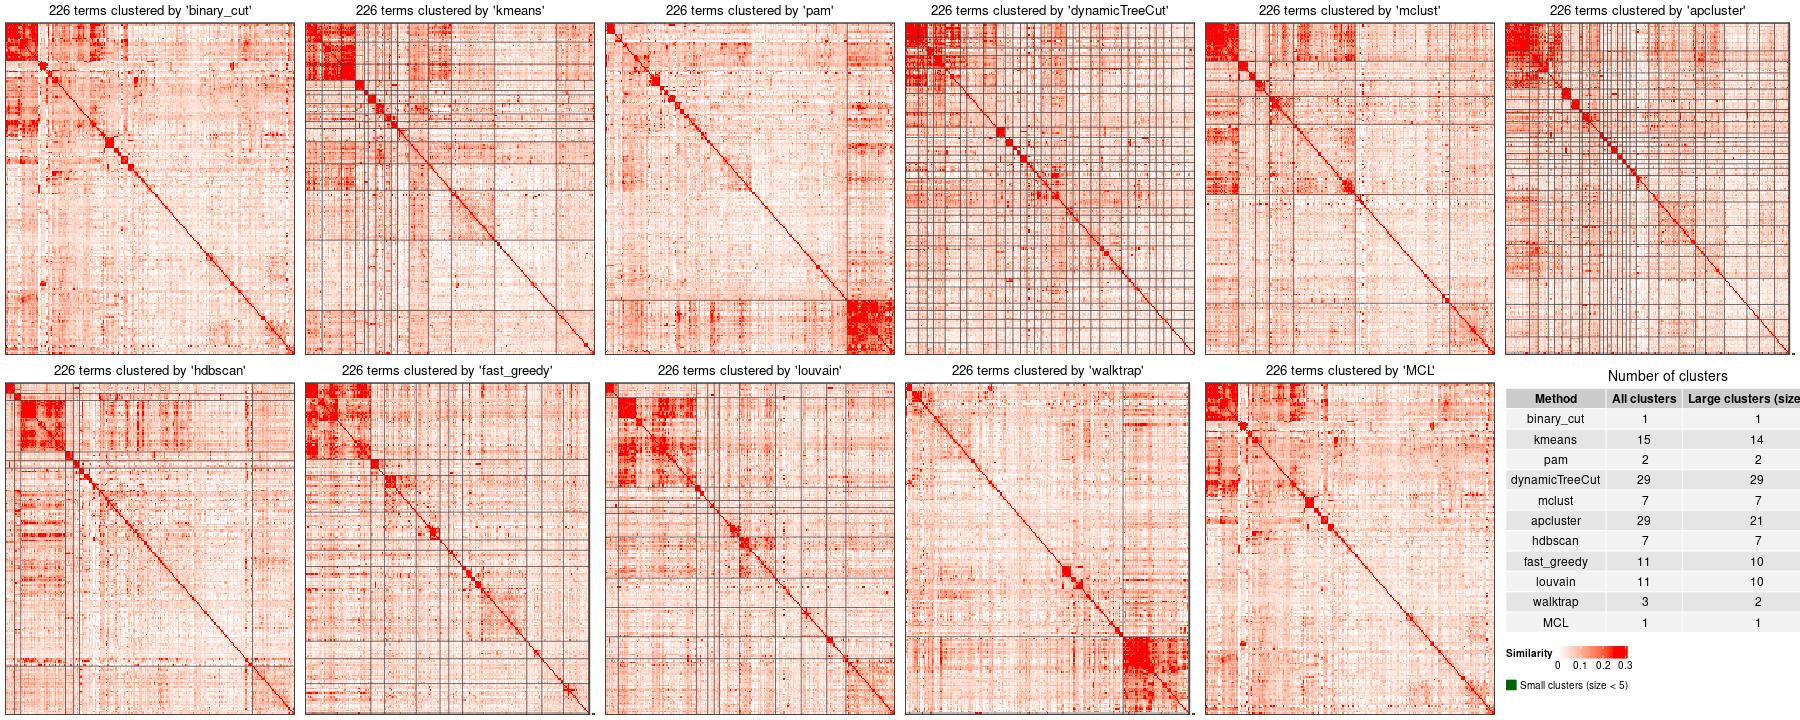 226 terms clustered by 'binary_cut'
226 terms clustered by 'kmeans'
226 terms clustered by 'pam'
226 terms clustered by 'dynamicTreeCut'
226 terms clustered by 'mclust'
226 terms clustered by 'apcluster'
226 terms clustered by 'hdbscan'
226 terms clustered by 'fast_greedy'
226 terms clustered by 'louvain'
226 terms clustered by 'walktrap'
226 terms clustered by 'MCL'
Number of clusters
Method All clusters Large clusters (size
binary_cut 1 1
kmeans 15 14
pam 2 2
dynamicTreeCut 29 29
mclust 7 7
apcluster 29 21
hdbscan 7 7
fast_greedy 11 10
louvain 11 10
walktrap 3 2
MCL 1 1
Similarity
0 0.1 0.2 0.3
Small clusters (size < 5)